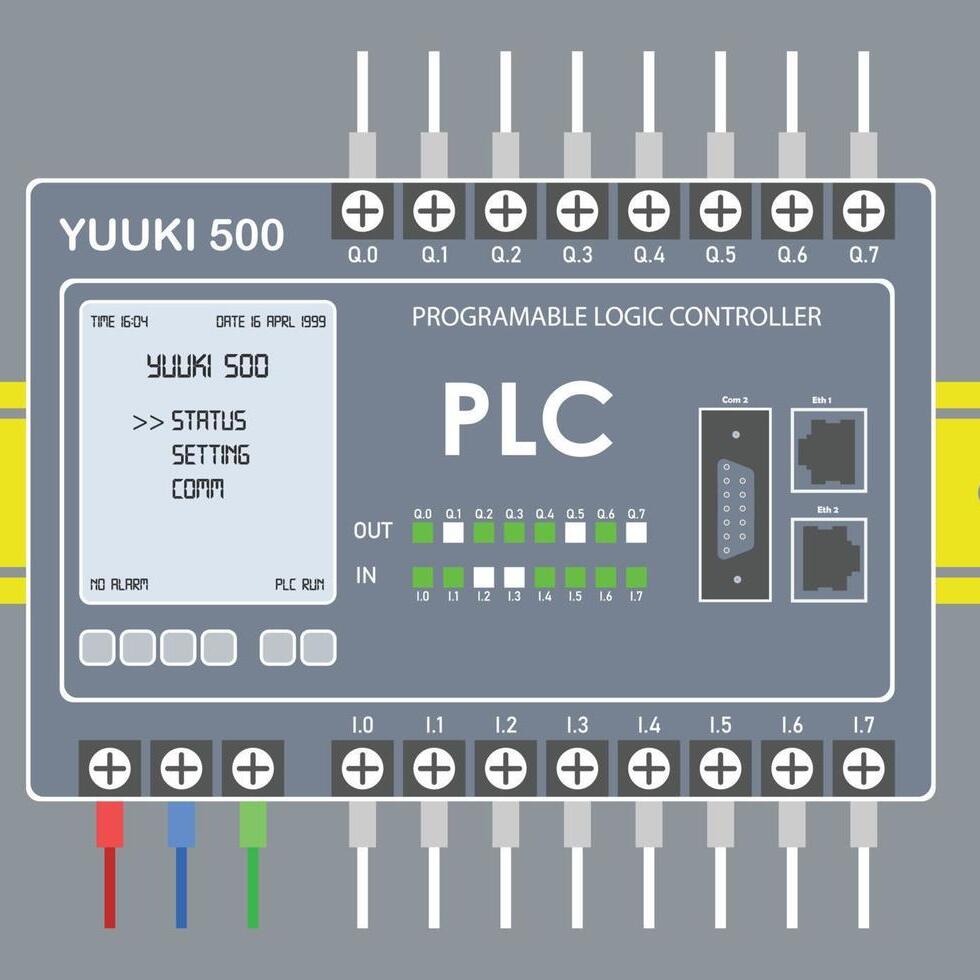 Q.0 Q.1 Q.2 Q.3 Q.4 Q.5 Q.6 Q.7
YUUKI 500
TIME 16:04 DATE 16 APRL 1999
YUUKI 500
>> STATUS
SETTING
COMM
NO ALARM PLC RUN
PROGRAMABLE LOGIC CONTROLLER
PLC
Com 2 Eth 1
Eth 2
Q.0 Q.1 Q.2 Q.3 Q.4 Q.5 Q.6 Q.7
OUT
IN
I.0 I.1 I.2 I.3 I.4 I.5 I.6 I.7
I.0 I.1 I.2 I.3 I.4 I.5 I.6 I.7